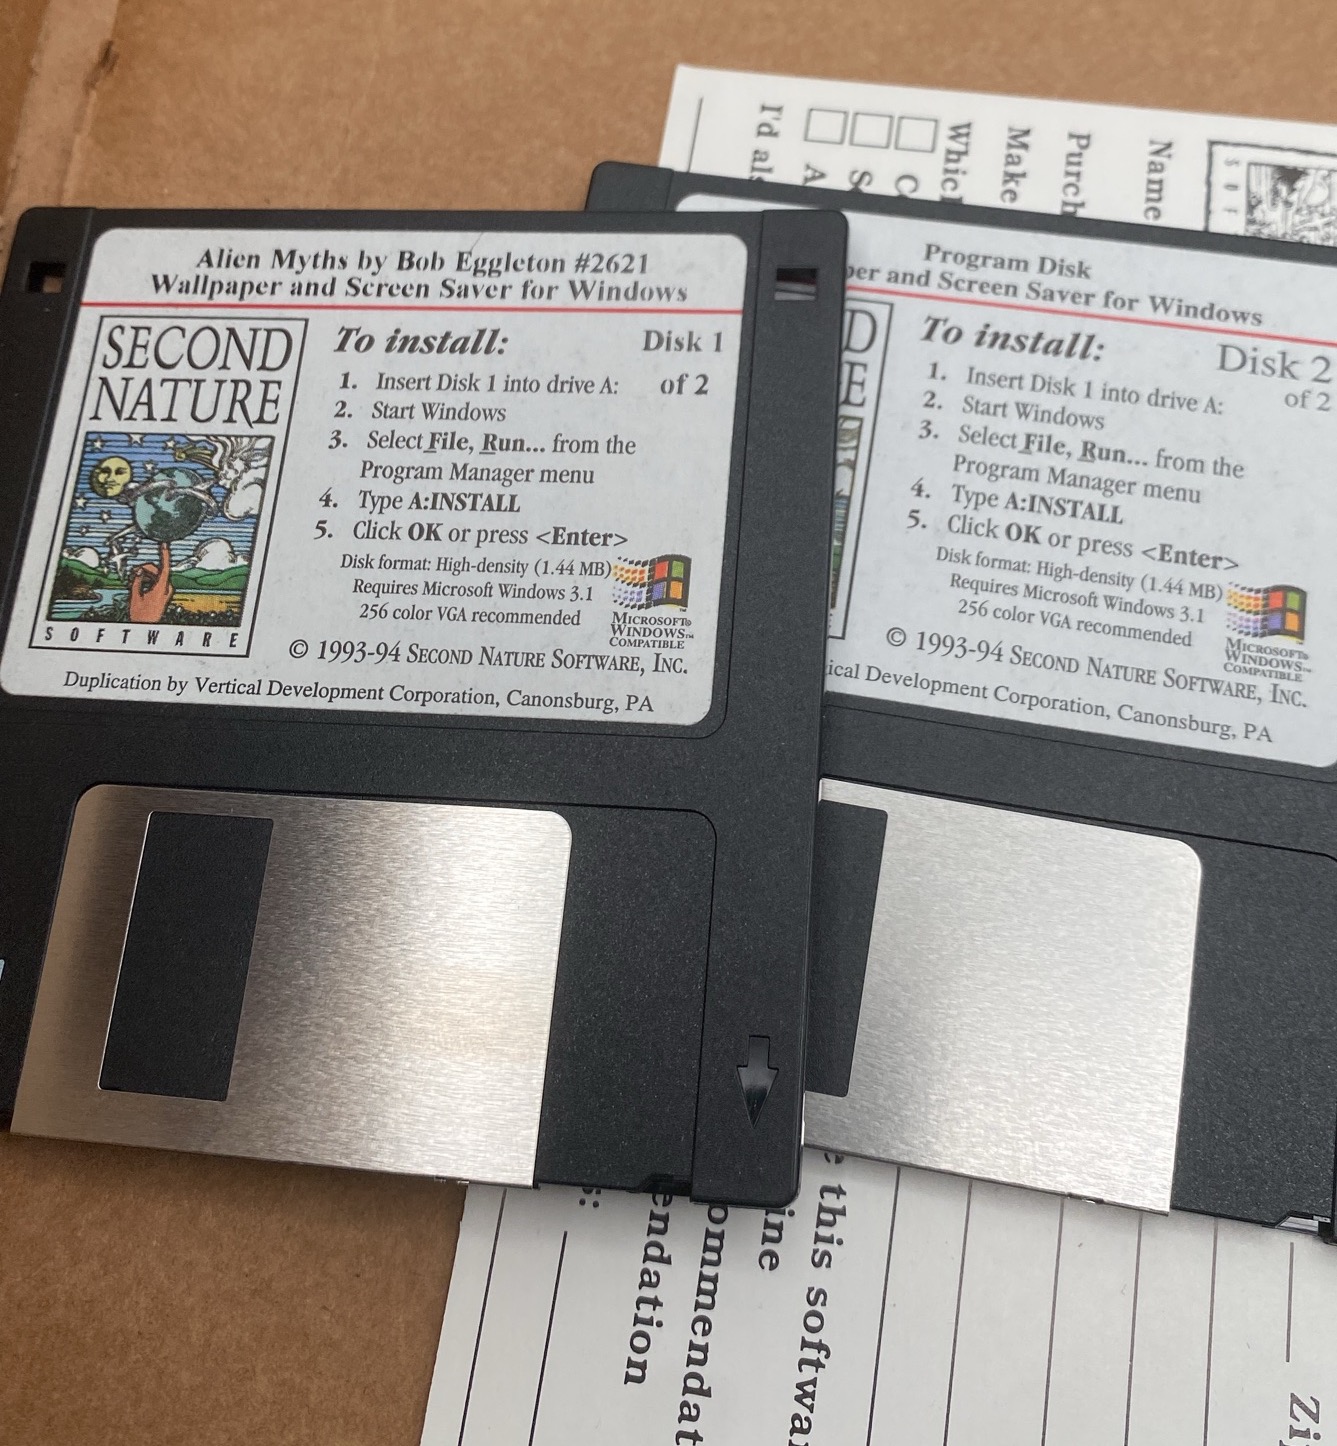 Alien Myths by Bob Eggleton #2621
Wallpaper and Screen Saver for Windows
SECOND
NATURE
SOFTWARE
To install:
Disk 1
of 2
1. Insert Disk 1 into drive A:
2. Start Windows
3. Select File, Run... from the
Program Manager menu
4. Type A:INSTALL
5. Click OK or press <Enter>
Disk format: High-density (1.44 MB)
Requires Microsoft Windows 3.1
256 color VGA recommended
MICROSOFT®
WINDOWS™
COMPATIBLE
© 1993-94 SECOND NATURE SOFTWARE, INC.
Duplication by Vertical Development Corporation, Canonsburg, PA
Program Disk
per and Screen Saver for Windows
D
E
To install:
Disk 2
of 2
1. Insert Disk 1 into drive A:
2. Start Windows
3. Select File, Run... from the
Program Manager menu
4. Type A:INSTALL
5. Click OK or press <Enter>
Disk format: High-density (1.44 MB)
Requires Microsoft Windows 3.1
256 color VGA recommended
MICROSOFT®
WINDOWS™
COMPATIBLE
© 1993-94 SECOND NATURE SOFTWARE, INC.
ical Development Corporation, Canonsburg, PA
Name
Purch
Make
Whicl
C
S
A
I'd als
S O F
Zi
this softwar
ine
ommendat
endation
s: